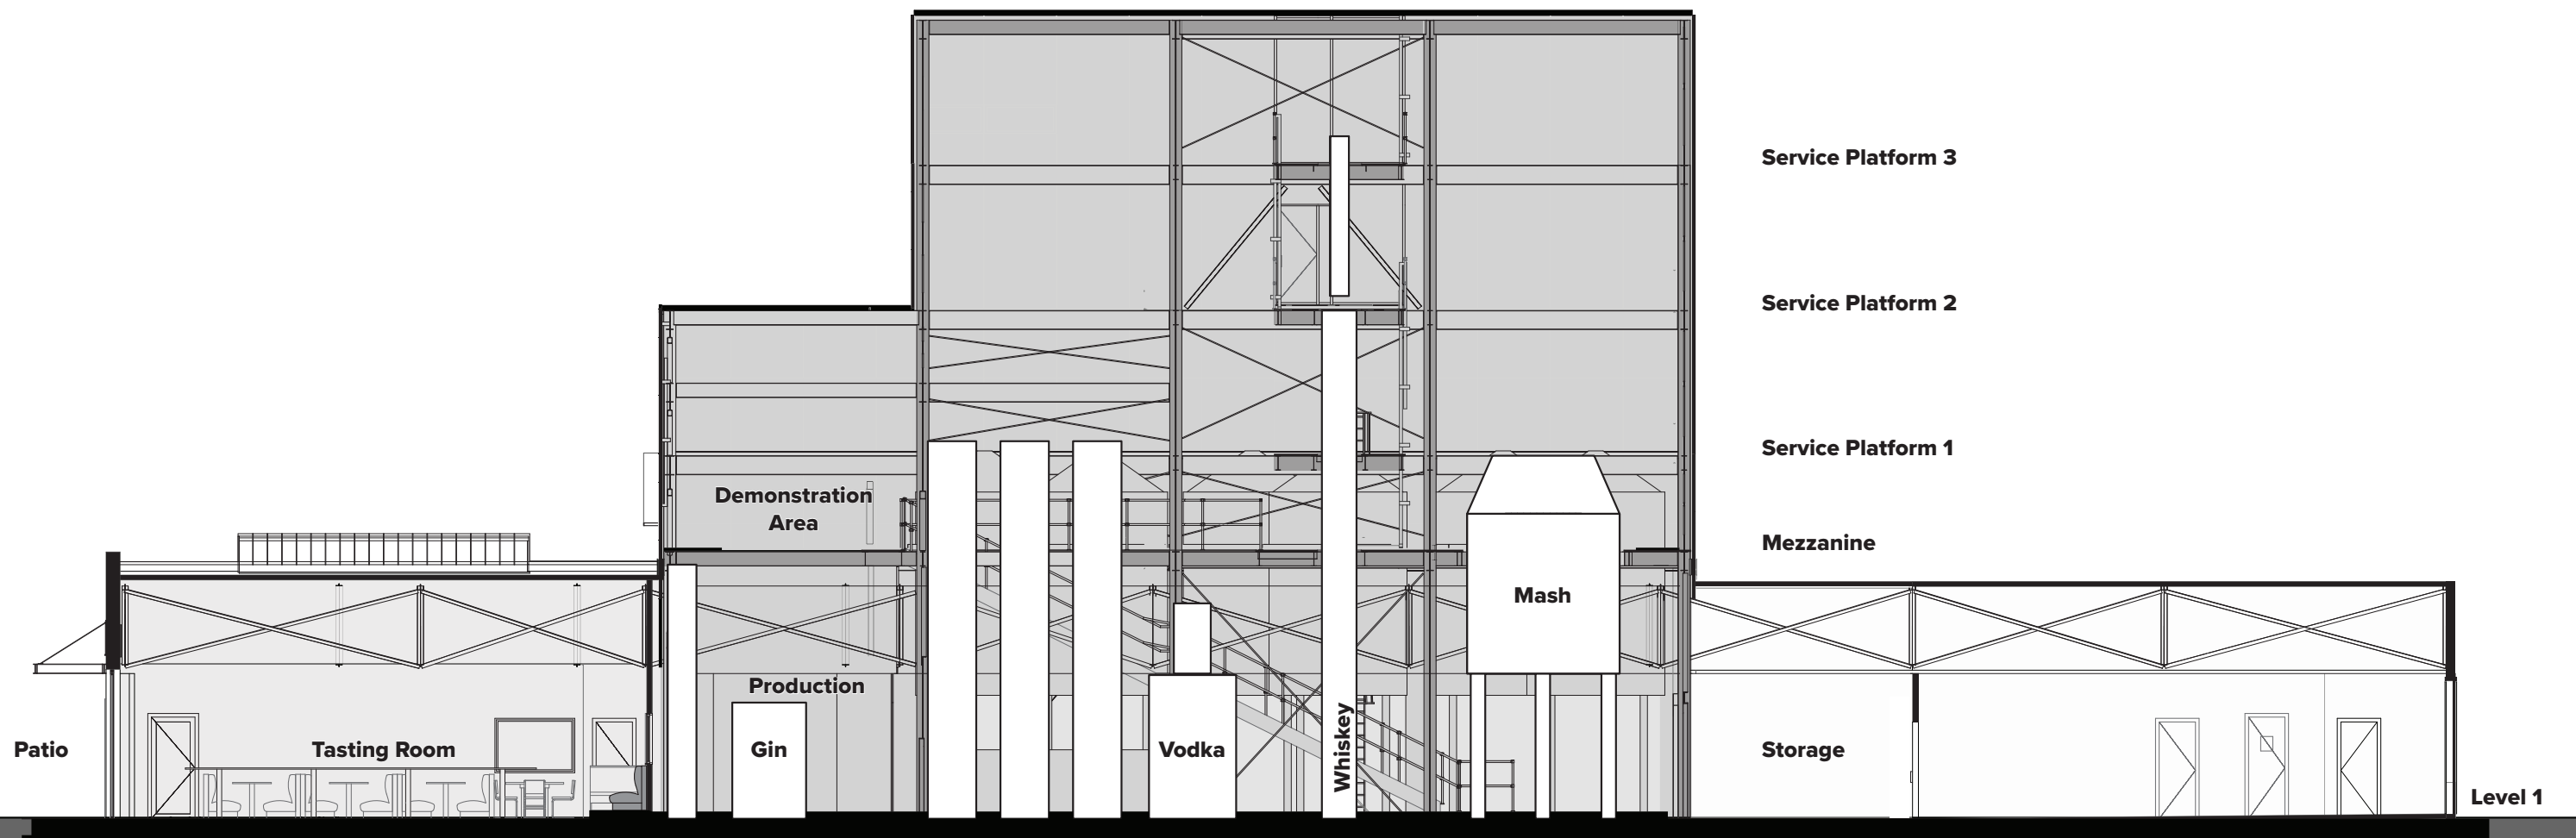 Service Platform 3
Service Platform 2
Service Platform 1
Demonstration
Area
Mezzanine
Mash
Production
Patio
Tasting Room
Gin
Vodka
Whiskey
Storage
Level 1